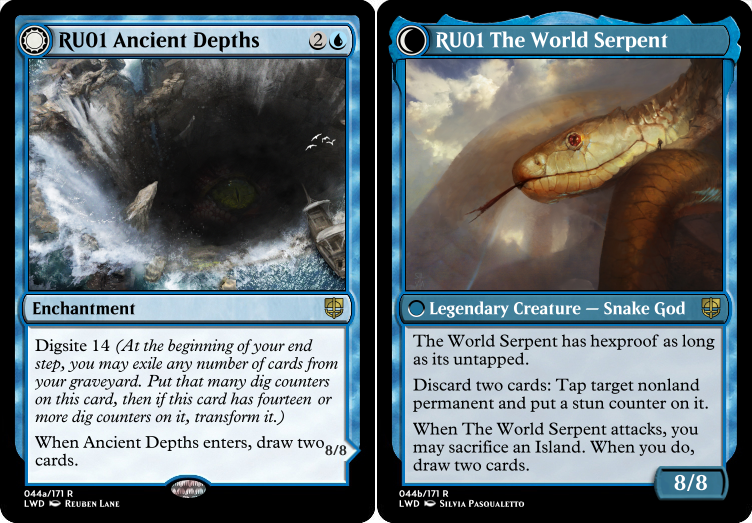 RU01 Ancient Depths 2
Enchantment
Digsite 14 (At the beginning of your end
step, you may exile any number of cards from
your graveyard. Put that many dig counters
on this card, then if this card has fourteen or
more dig counters on it, transform it.)
When Ancient Depths enters, draw two
cards.
8/8
044a/171 R
LWD Reuben Lane
RU01 The World Serpent
Legendary Creature — Snake God
The World Serpent has hexproof as long
as its untapped.
Discard two cards: Tap target nonland
permanent and put a stun counter on it.
When The World Serpent attacks, you
may sacrifice an Island. When you do,
draw two cards.
8/8
044b/171 R
LWD Silvia Pasqualetto